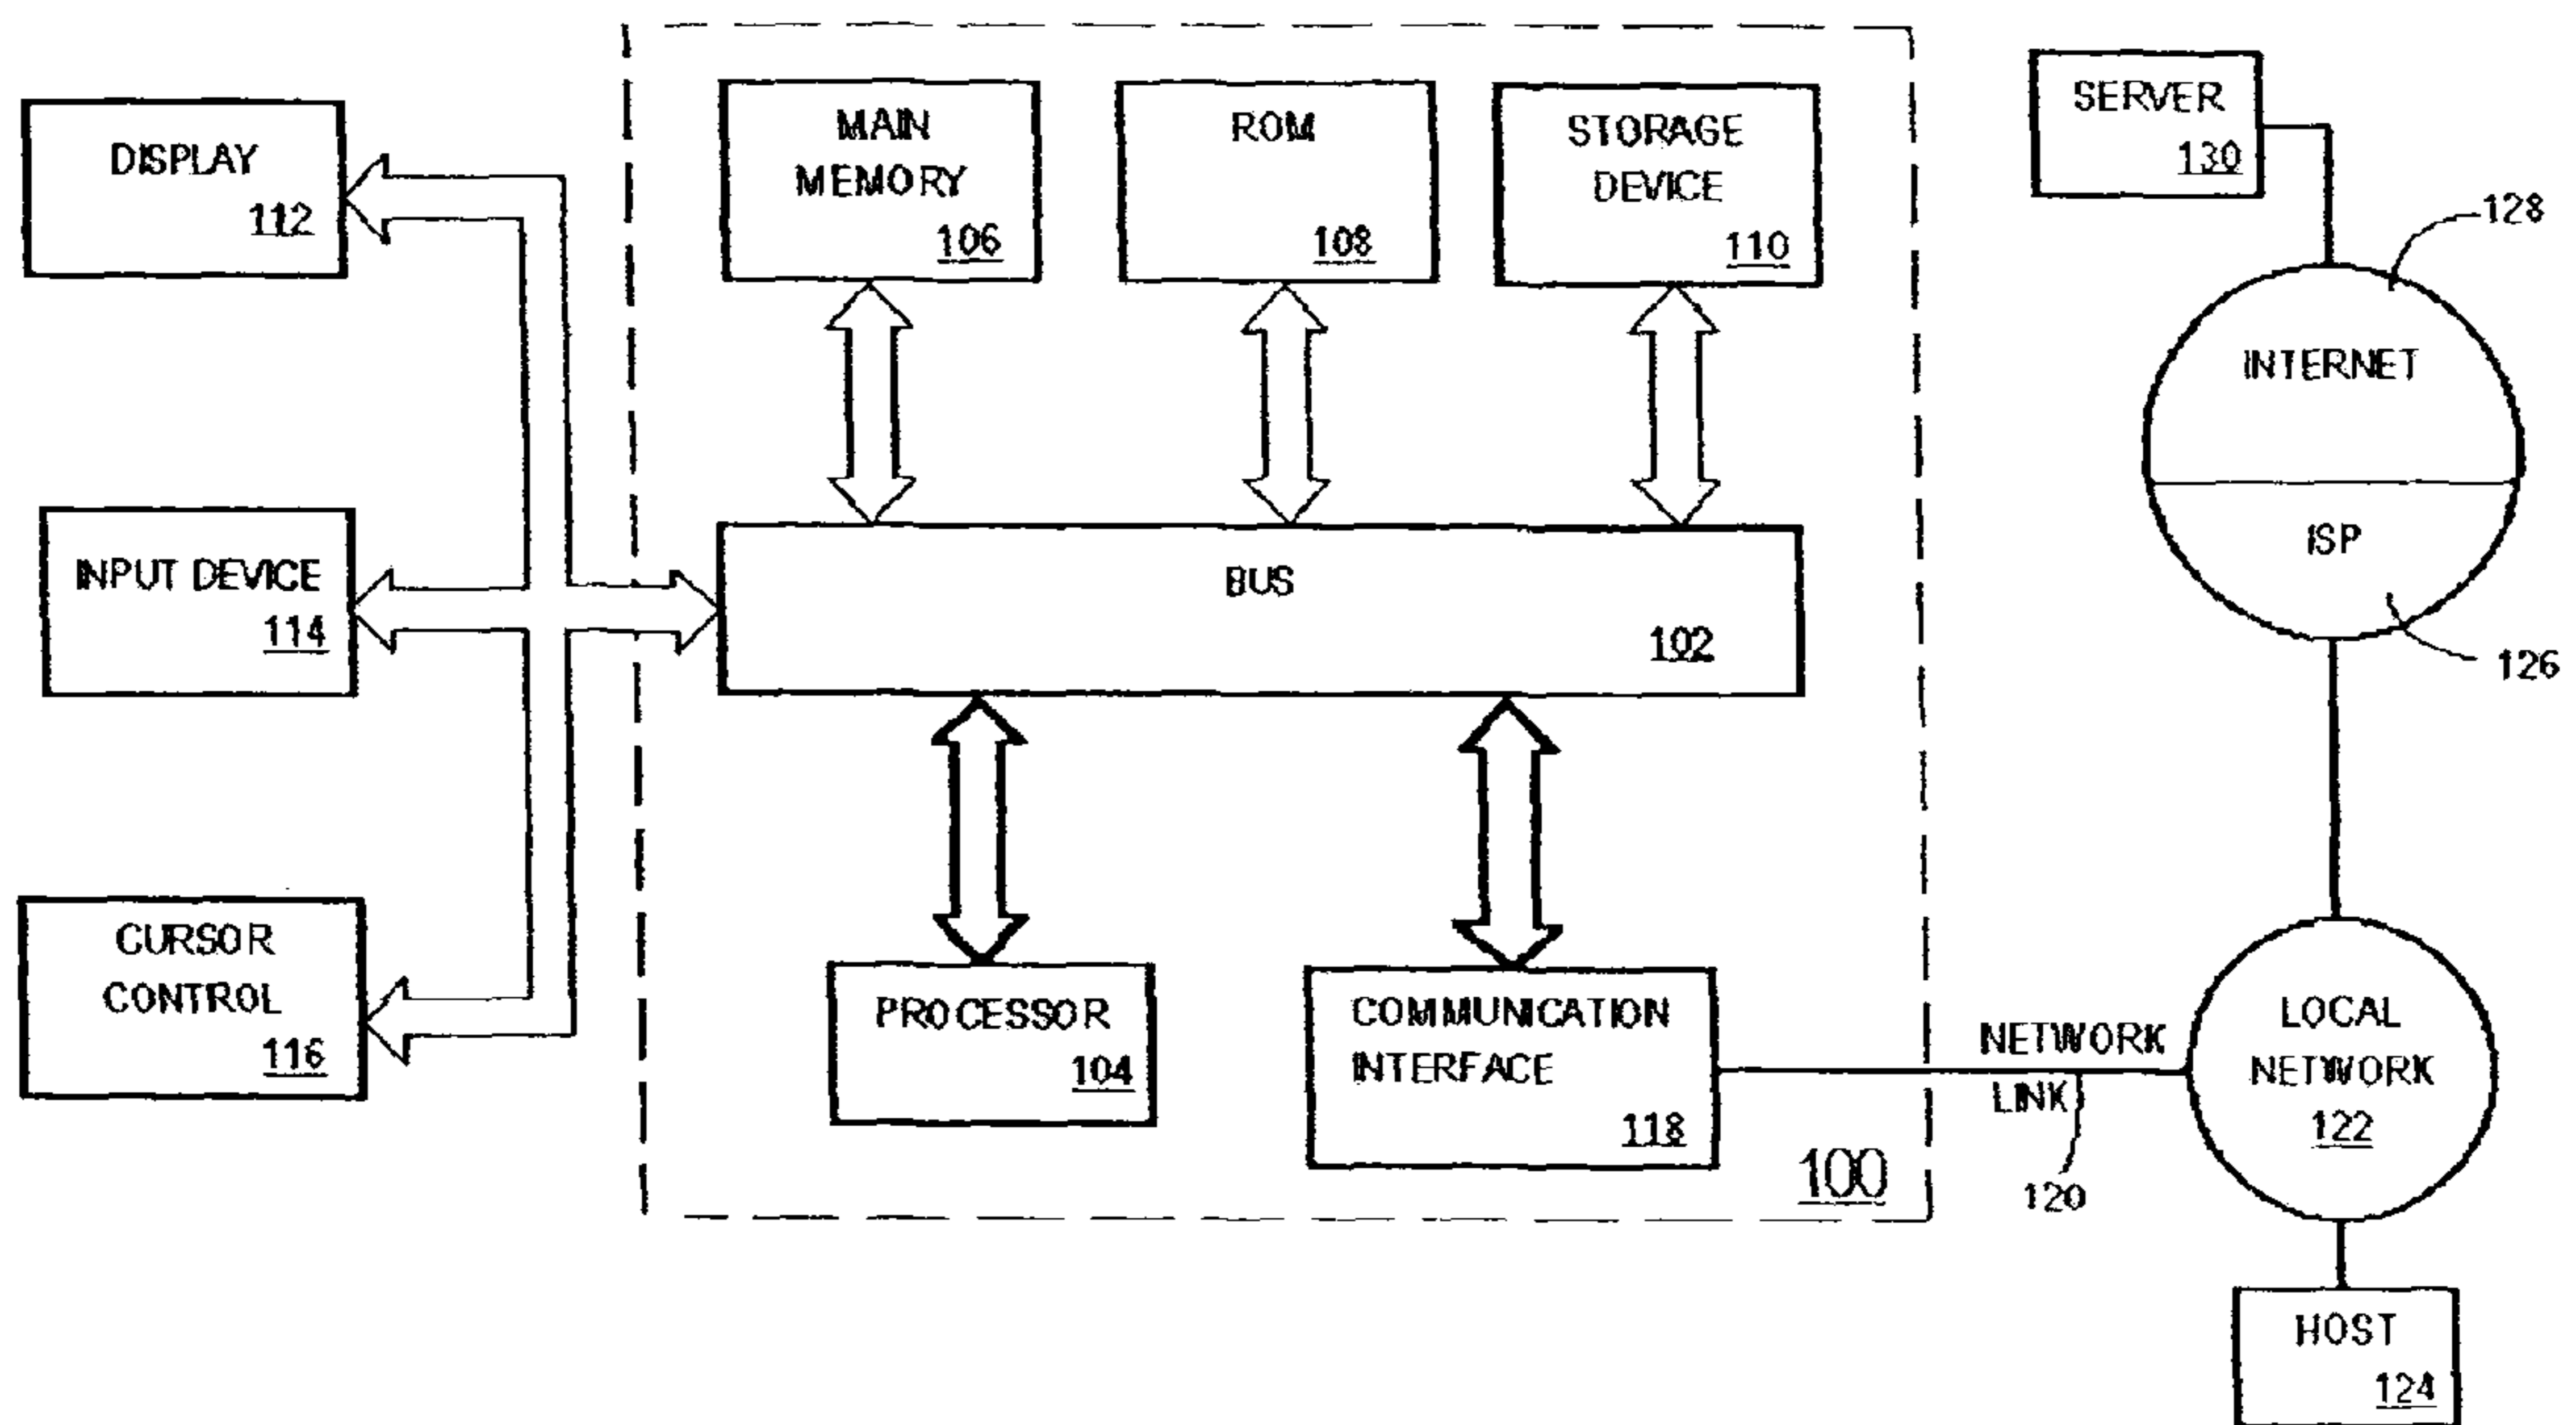 DISPLAY
112
INPUT DEVICE
114
CURSOR
CONTROL
116
MAIN
MEMORY
106
ROM
108
STORAGE
DEVICE
110
BUS
102
PROCESSOR
104
COMMUNICATION
INTERFACE
118
100
NETWORK
LINK
120
SERVER
130
128
INTERNET
ISP
126
LOCAL
NETWORK
122
HOST
124